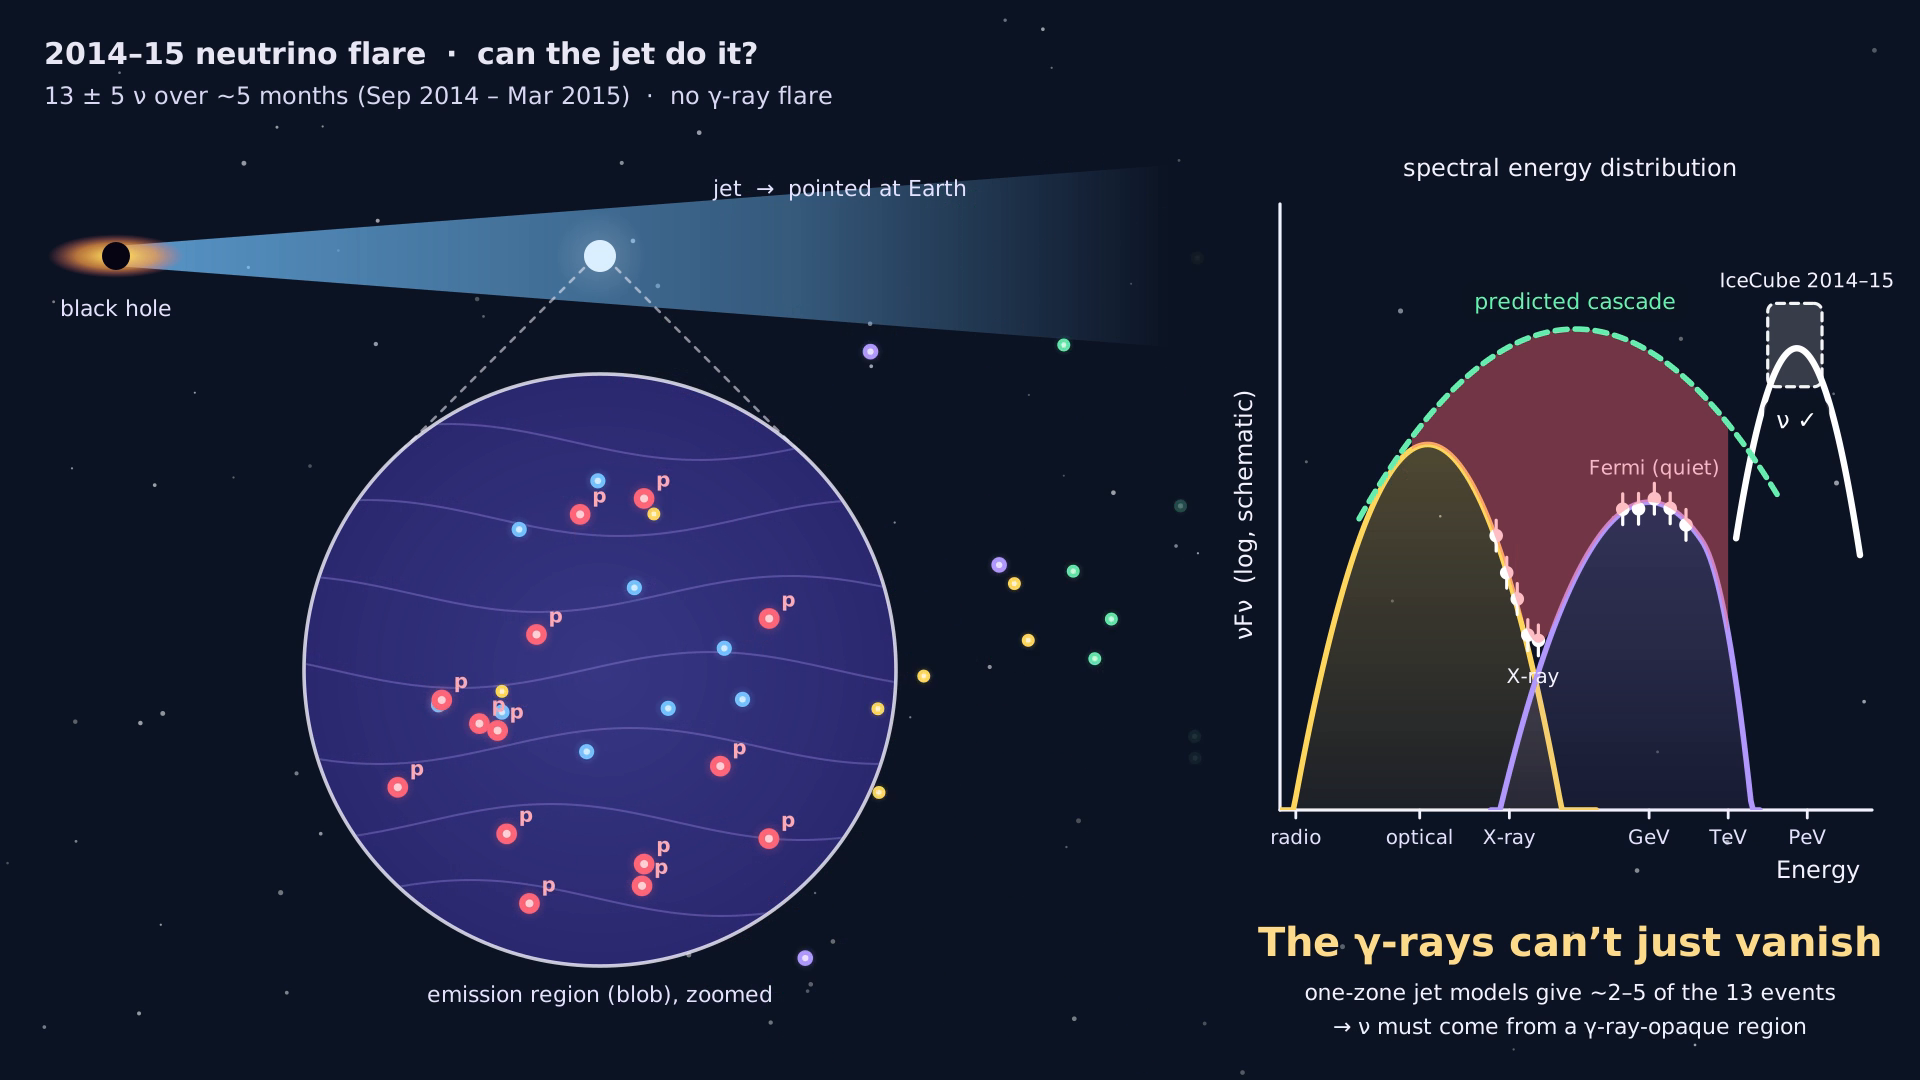 2014–15 neutrino flare · can the jet do it?
13 ± 5 ν over ~5 months (Sep 2014 – Mar 2015) · no γ-ray flare
jet → pointed at Earth
black hole
p
p
p
p
p
p
p
p
p
p
p
p
p
p
emission region (blob), zoomed
spectral energy distribution
IceCube 2014–15
predicted cascade
ν ✓
Fermi (quiet)
X-ray
νFν (log, schematic)
radio optical X-ray GeV TeV PeV
Energy
The γ-rays can’t just vanish
one-zone jet models give ~2–5 of the 13 events
→ ν must come from a γ-ray-opaque region